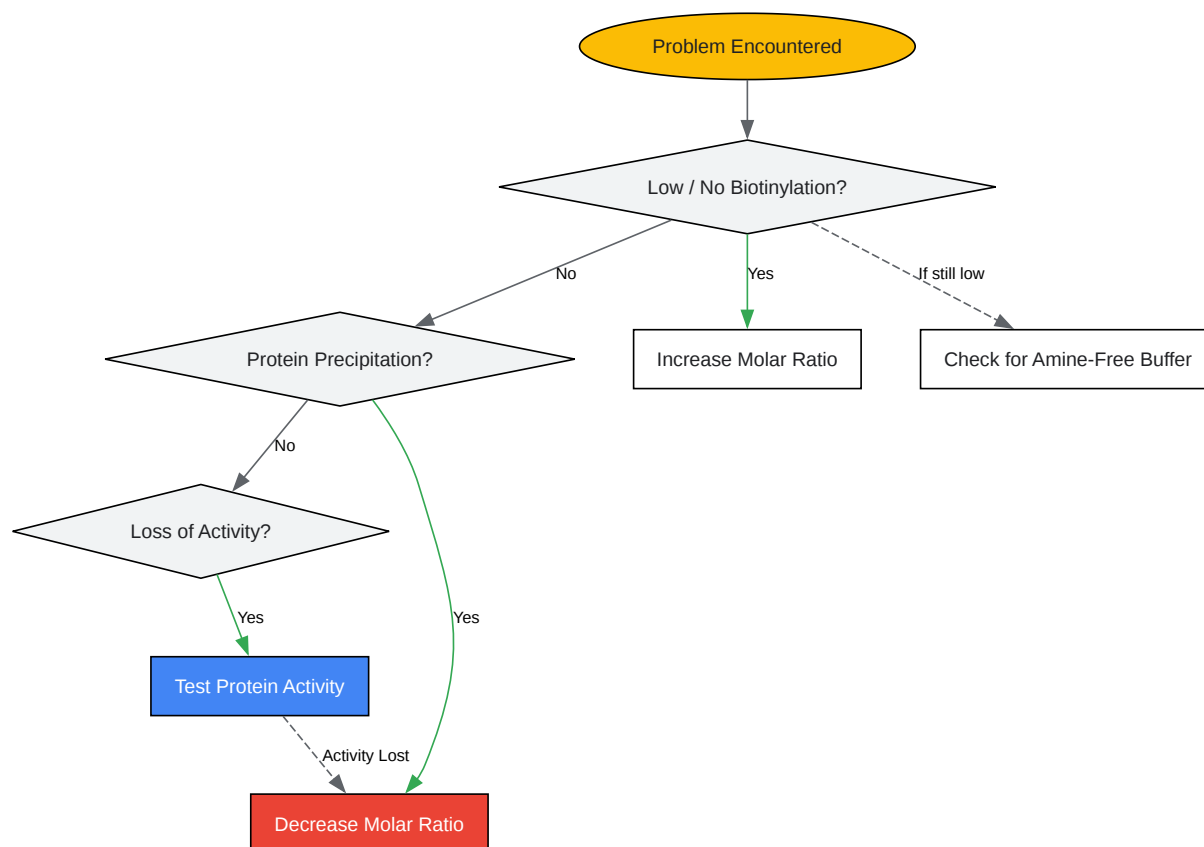 Problem Encountered
Low / No Biotinylation?
No
Yes
If still low
Protein Precipitation?
Increase Molar Ratio
Check for Amine-Free Buffer
No
Loss of Activity?
Yes
Yes
Test Protein Activity
Activity Lost
Decrease Molar Ratio